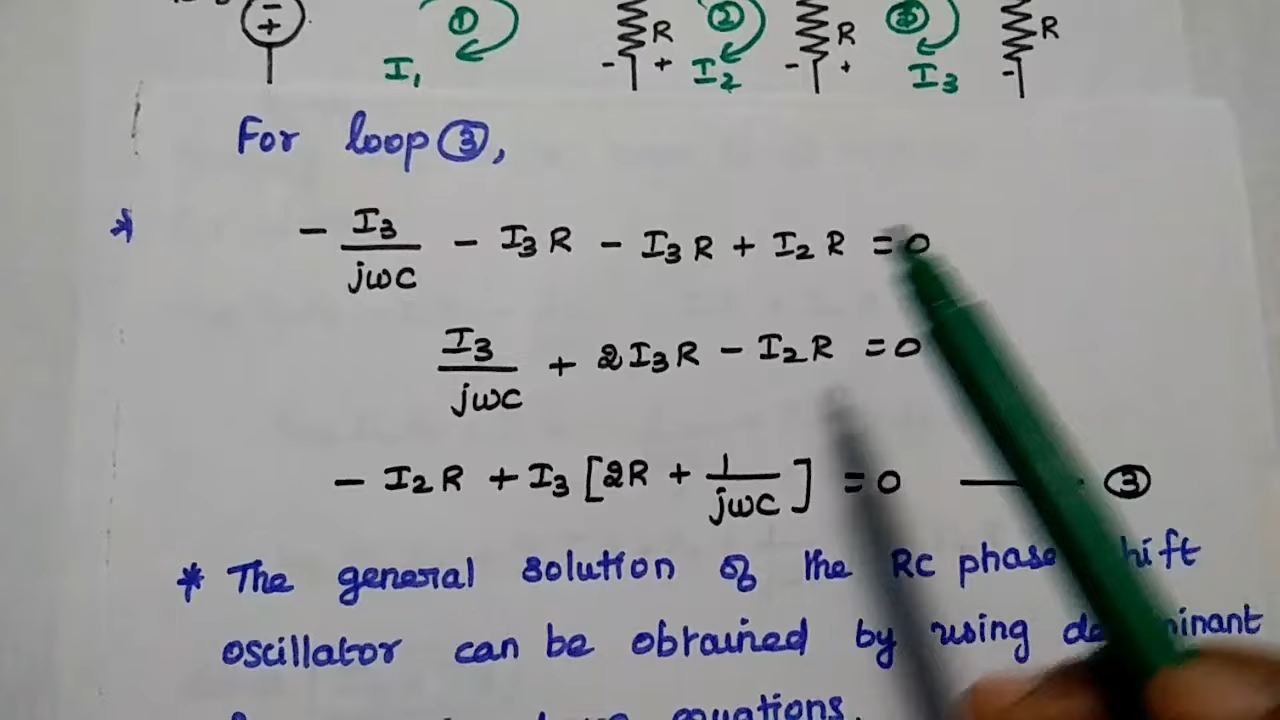 - + ① R ② R ③ R
I₁ - + I₂ - + I₃ -
For loop ③,
* - I₃/jωc - I₃R - I₃R + I₂R = 0
I₃/jωc + 2I₃R - I₂R = 0
- I₂R + I₃ [2R + 1/jωc] = 0 — ③
* The general solution of the RC phase shift
oscillator can be obtained by using
equations.